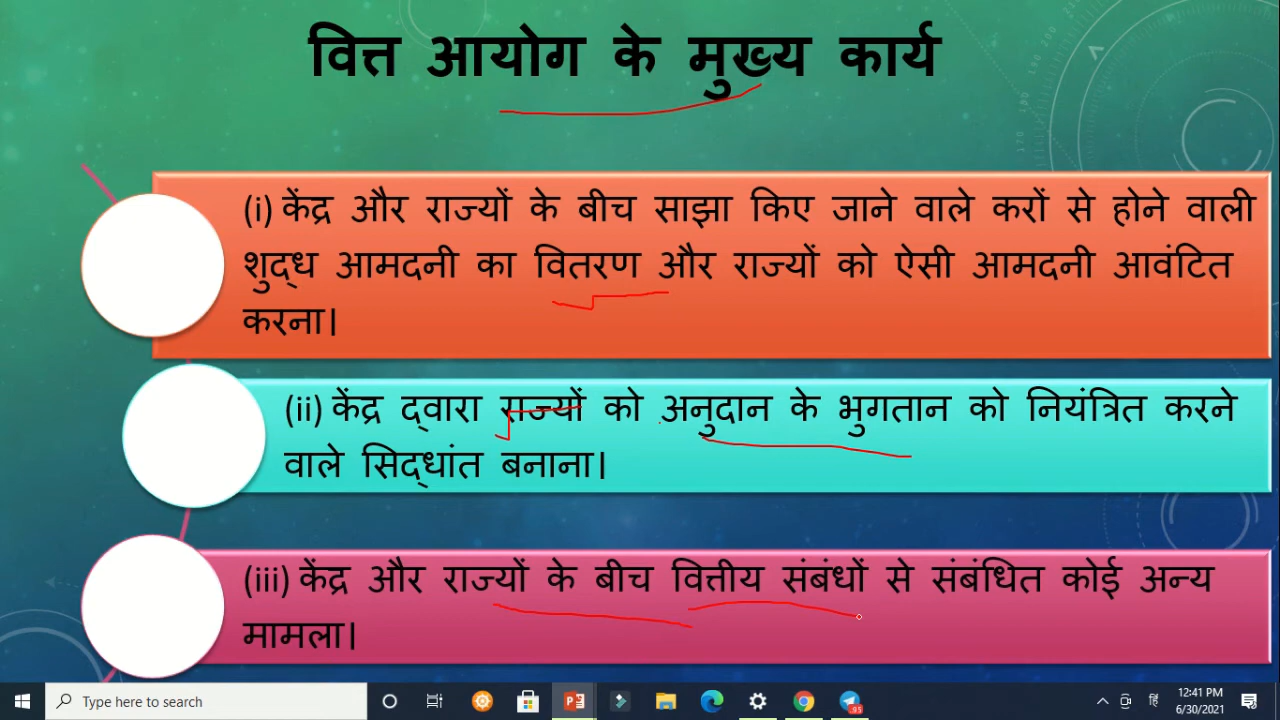 वित्त आयोग के मुख्य कार्य
(i) केंद्र और राज्यों के बीच साझा किए जाने वाले करों से होने वाली
शुद्ध आमदनी का वितरण और राज्यों को ऐसी आमदनी आवंटित
करना।
(ii) केंद्र द्वारा राज्यों को अनुदान के भुगतान को नियंत्रित करने
वाले सिद्धांत बनाना।
(iii) केंद्र और राज्यों के बीच वित्तीय संबंधों से संबंधित कोई अन्य
मामला।
Type here to search
हिं
12:41 PM
6/30/2021